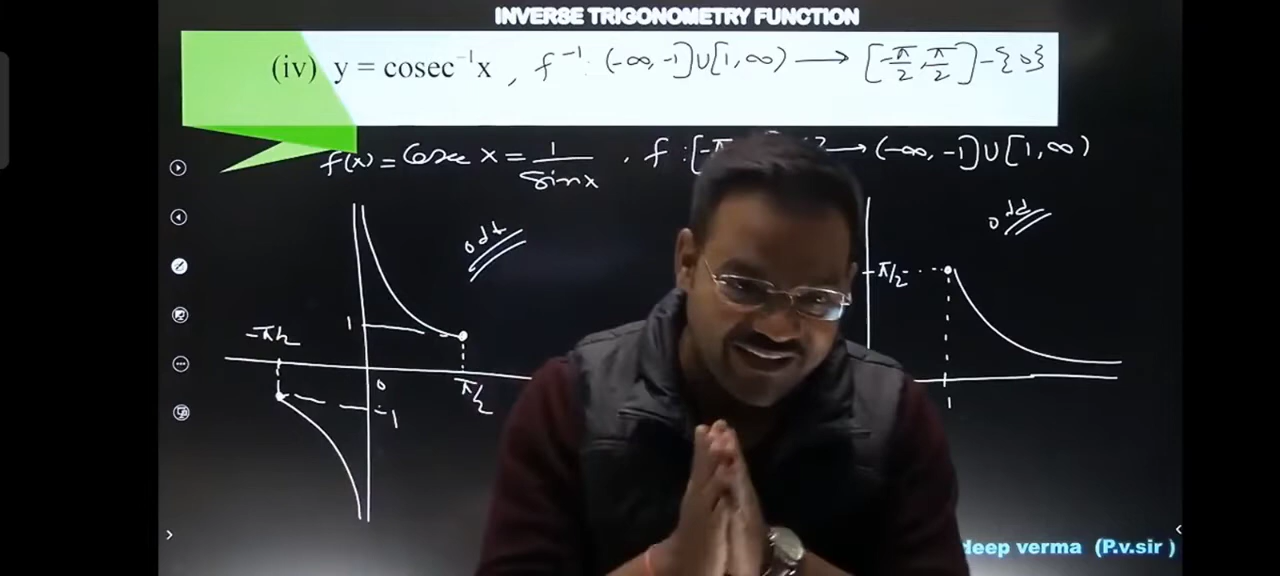 INVERSE TRIGONOMETRY FUNCTION
(iv) y = cosec⁻¹x , f⁻¹: (-∞, -1]∪[1, ∞) ⟶ [-π/2, π/2] - {0}
f(x) = Cosec x = 1/Sinx , f : [-π ⟶ (-∞, -1]∪[1, ∞)
odd
odd
π/2
1
-π/2
0
π/2
-1
1
deep verma (P.v.sir )